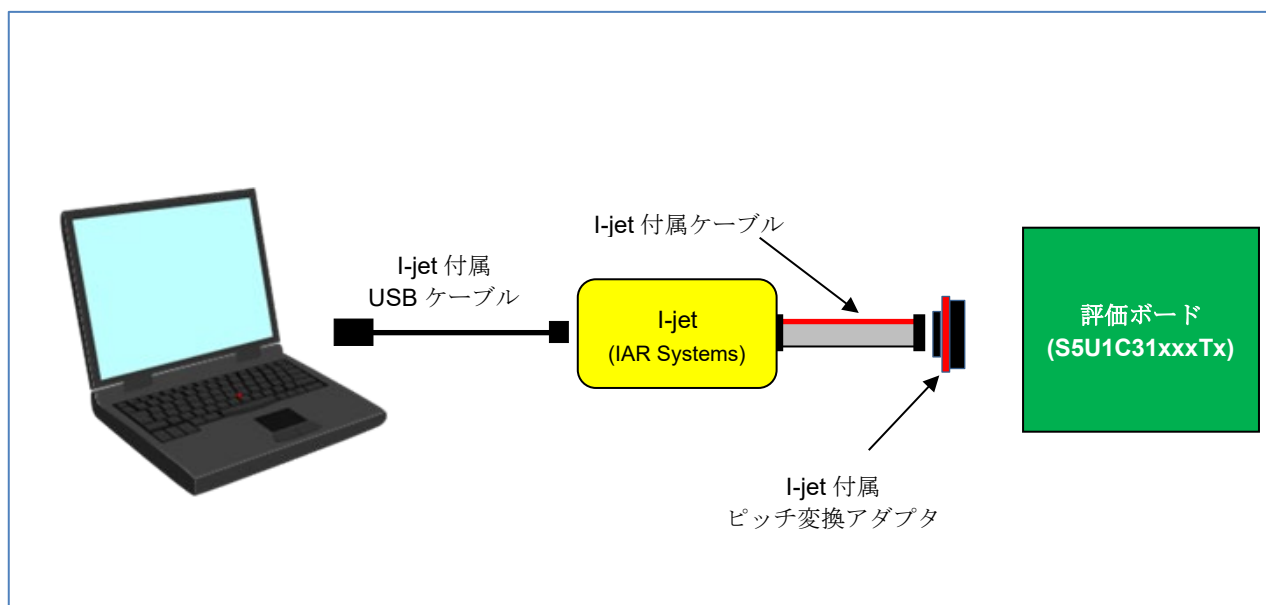 I-jet 付属
USB ケーブル
I-jet
(IAR Systems)
I-jet 付属ケーブル
I-jet 付属
ピッチ変換アダプタ
評価ボード
(S5U1C31xxxTx)